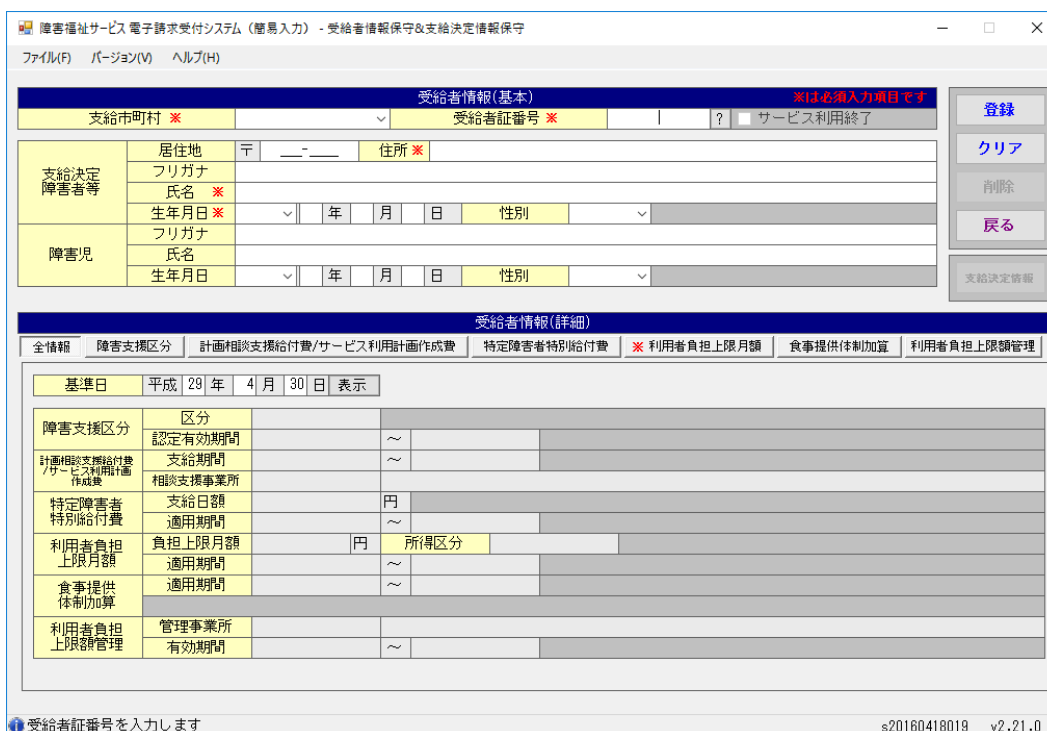 障害福祉サービス 電子請求受付システム（簡易入力） - 受給者情報保守&支給決定情報保守
ファイル(F) バージョン(V) ヘルプ(H)
受給者情報(基本) ※は必須入力項目です
支給市町村 ※ 受給者証番号 ※ ? サービス利用終了
登録
クリア
削除
戻る
支給決定情報
支給決定
障害者等
居住地 〒 ___-____ 住所 ※
フリガナ
氏名 ※
生年月日※ 年 月 日 性別
障害児
フリガナ
氏名
生年月日 年 月 日 性別
受給者情報(詳細)
全情報 障害支援区分 計画相談支援給付費/サービス利用計画作成費 特定障害者特別給付費 ※ 利用者負担上限月額 食事提供体制加算 利用者負担上限額管理
基準日 平成 29 年 4 月 30 日 表示
障害支援区分
区分
認定有効期間 ～
計画相談支援給付費
/サービス利用計画
作成費
支給期間 ～
相談支援事業所
特定障害者
特別給付費
支給日額 円
適用期間 ～
利用者負担
上限月額
負担上限月額 円 所得区分
適用期間 ～
食事提供
体制加算
適用期間 ～
利用者負担
上限額管理
管理事業所
有効期間 ～
受給者証番号を入力します s20160418019 v2.21.0